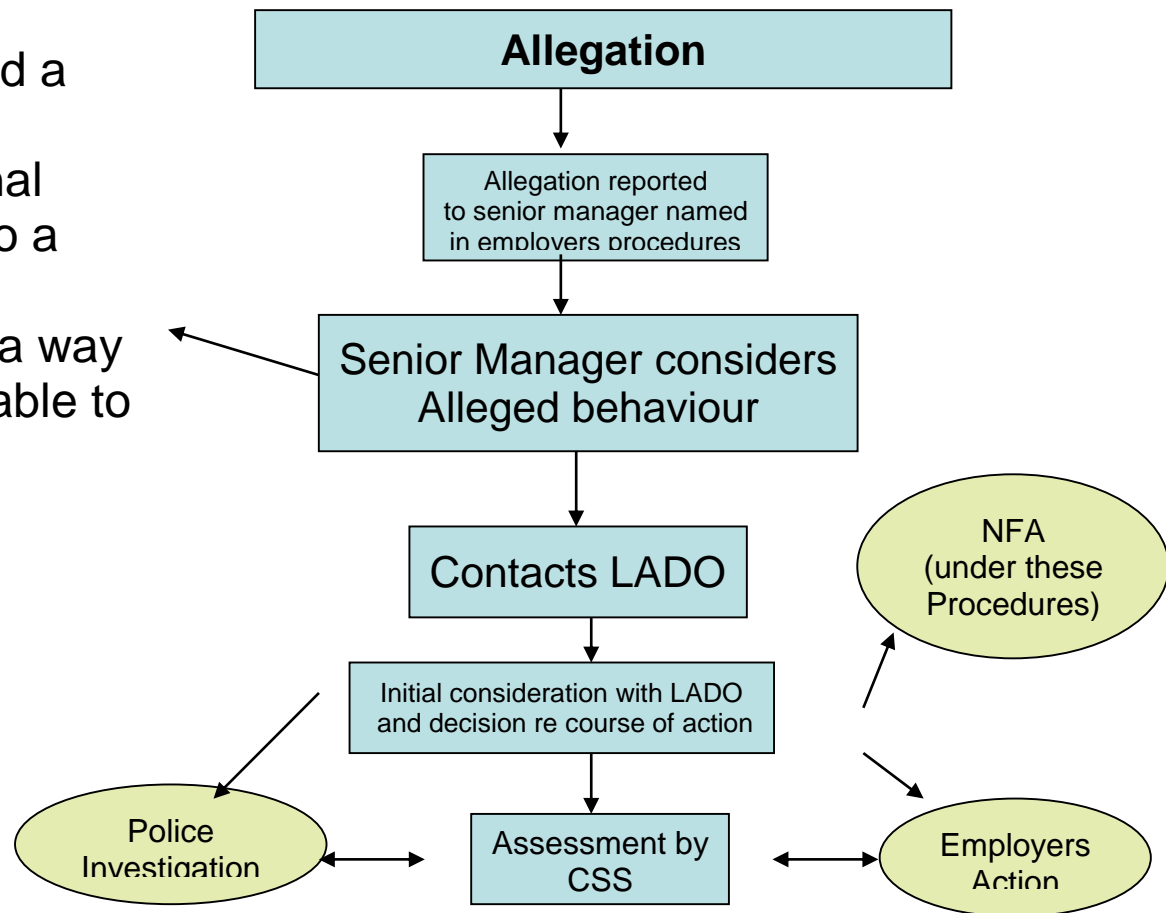 d a
nal
o a
a way
able to
Allegation
Allegation reported
to senior manager named
in employers procedures
Senior Manager considers
Alleged behaviour
Contacts LADO
NFA
(under these
Procedures)
Initial consideration with LADO
and decision re course of action
Police
Investigation
Assessment by
CSS
Employers
Action